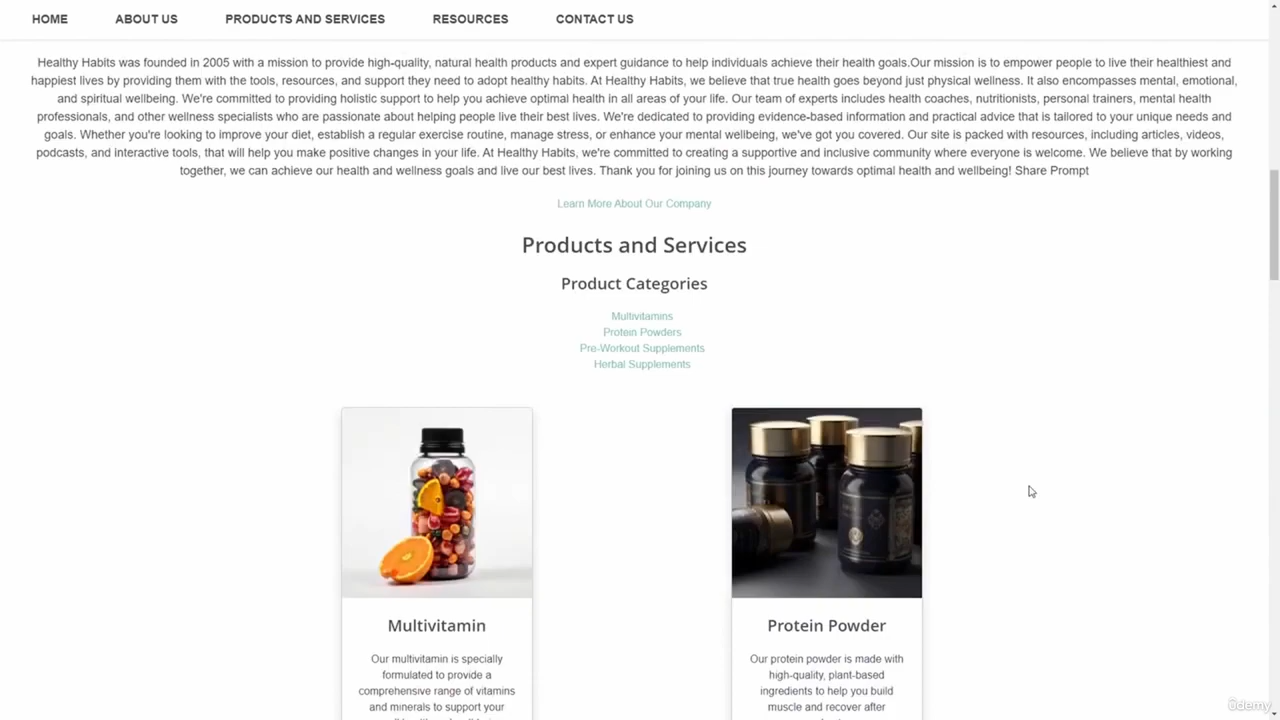 HOME ABOUT US PRODUCTS AND SERVICES RESOURCES CONTACT US
Healthy Habits was founded in 2005 with a mission to provide high-quality, natural health products and expert guidance to help individuals achieve their health goals.Our mission is to empower people to live their healthiest and
happiest lives by providing them with the tools, resources, and support they need to adopt healthy habits. At Healthy Habits, we believe that true health goes beyond just physical wellness. It also encompasses mental, emotional,
and spiritual wellbeing. We're committed to providing holistic support to help you achieve optimal health in all areas of your life. Our team of experts includes health coaches, nutritionists, personal trainers, mental health
professionals, and other wellness specialists who are passionate about helping people live their best lives. We're dedicated to providing evidence-based information and practical advice that is tailored to your unique needs and
goals. Whether you're looking to improve your diet, establish a regular exercise routine, manage stress, or enhance your mental wellbeing, we've got you covered. Our site is packed with resources, including articles, videos,
podcasts, and interactive tools, that will help you make positive changes in your life. At Healthy Habits, we're committed to creating a supportive and inclusive community where everyone is welcome. We believe that by working
together, we can achieve our health and wellness goals and live our best lives. Thank you for joining us on this journey towards optimal health and wellbeing! Share Prompt
Learn More About Our Company
Products and Services
Product Categories
Multivitamins
Protein Powders
Pre-Workout Supplements
Herbal Supplements
Multivitamin
Our multivitamin is specially
formulated to provide a
comprehensive range of vitamins
and minerals to support your
Protein Powder
Our protein powder is made with
high-quality, plant-based
ingredients to help you build
muscle and recover after
ûdemy